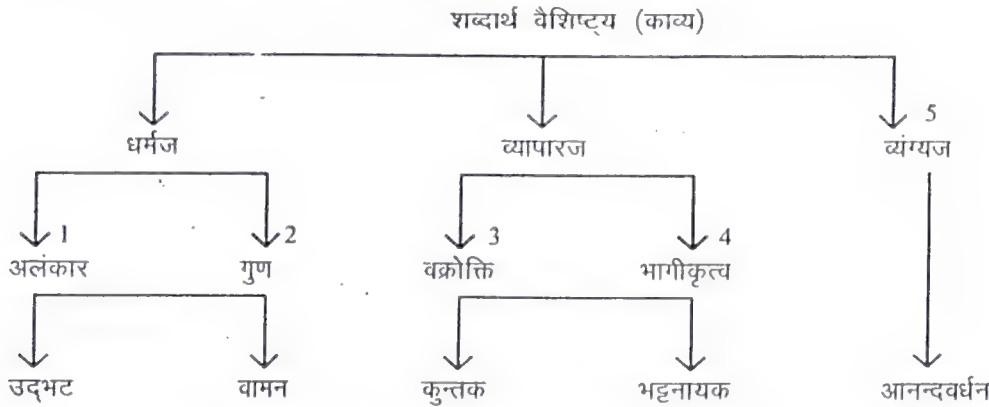 शब्दार्थ वैशिष्ट्य (काव्य)
5
धर्मज व्यापारज व्यंग्यज
1 2 3 4
अलंकार गुण वक्रोक्ति भागीकृत्व
उद्भट वामन कुन्तक भट्टनायक आनन्दवर्धन